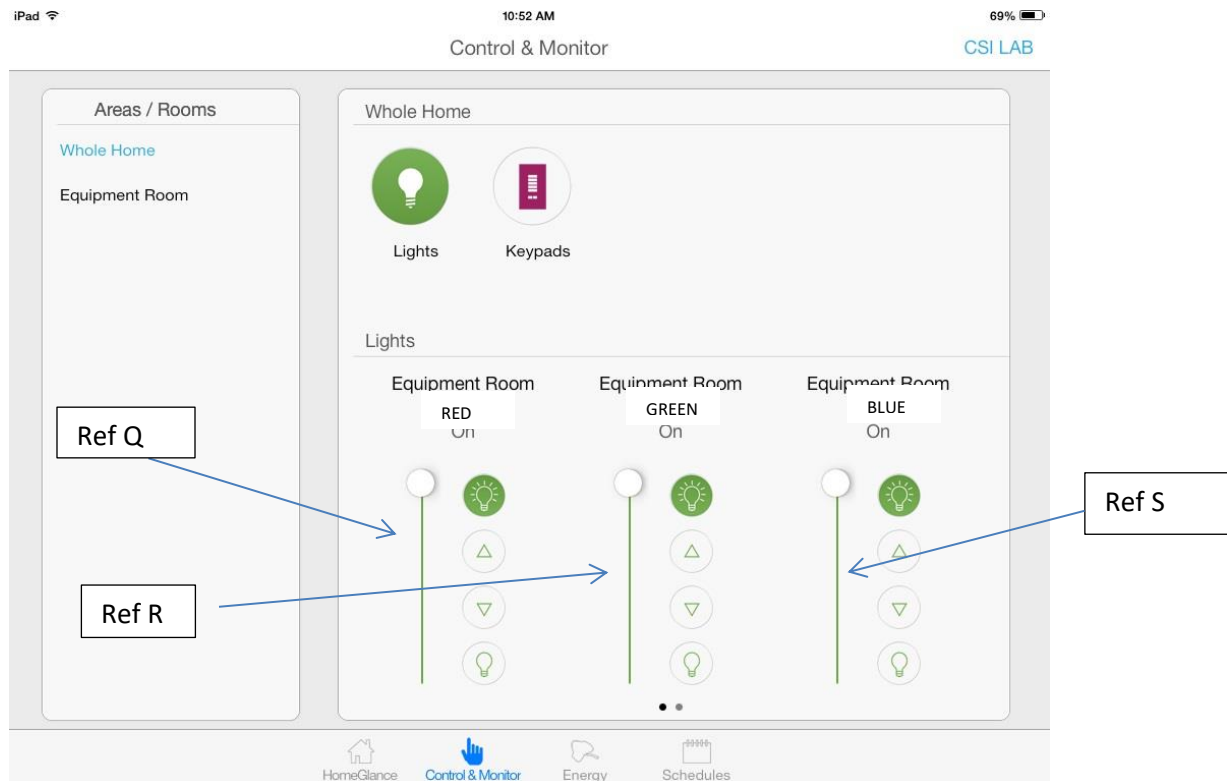 iPad 10:52 AM 69%
Control & Monitor CSI LAB
Areas / Rooms
Whole Home
Equipment Room
Whole Home
Lights Keypads
Lights
Equipment Room Equipment Room Equipment Room
RED GREEN BLUE
On On On
Ref Q
Ref R
Ref S
HomeGlance Control & Monitor Energy Schedules